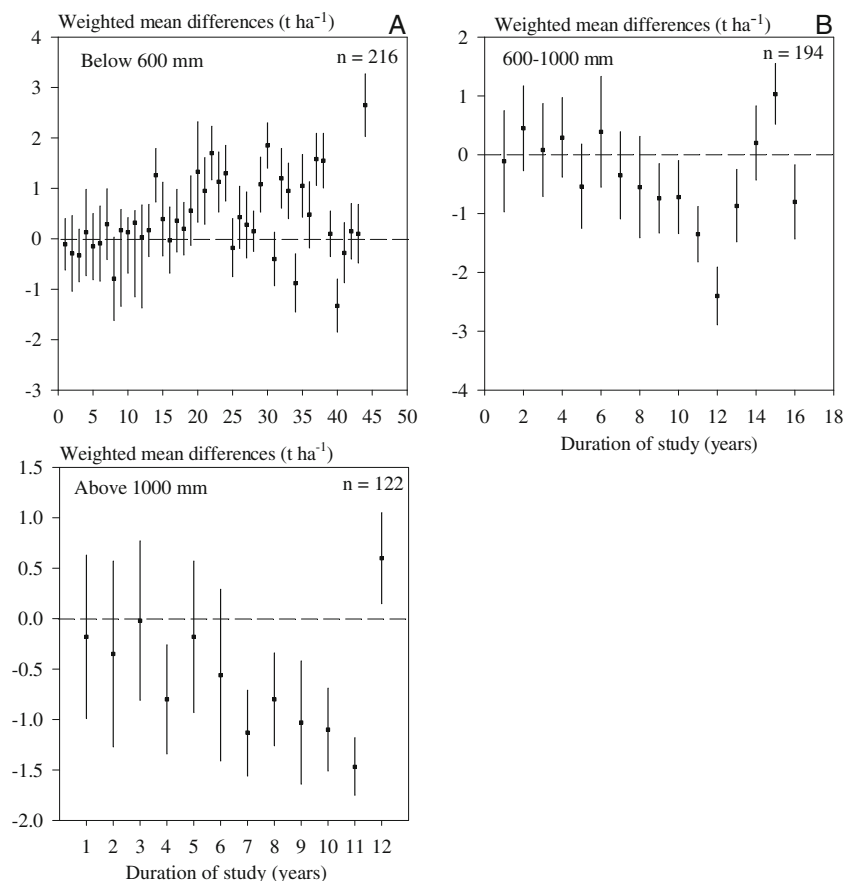 Weighted mean differences (t ha⁻¹) A
Below 600 mm n = 216
4
3
2
1
0
-1
-2
-3
0 5 10 15 20 25 30 35 40 45 50
Weighted mean differences (t ha⁻¹) B
600-1000 mm n = 194
2
1
0
-1
-2
-3
-4
0 2 4 6 8 10 12 14 16 18
Duration of study (years)
Weighted mean differences (t ha⁻¹)
Above 1000 mm n = 122
1.5
1.0
0.5
0.0
-0.5
-1.0
-1.5
-2.0
1 2 3 4 5 6 7 8 9 10 11 12
Duration of study (years)